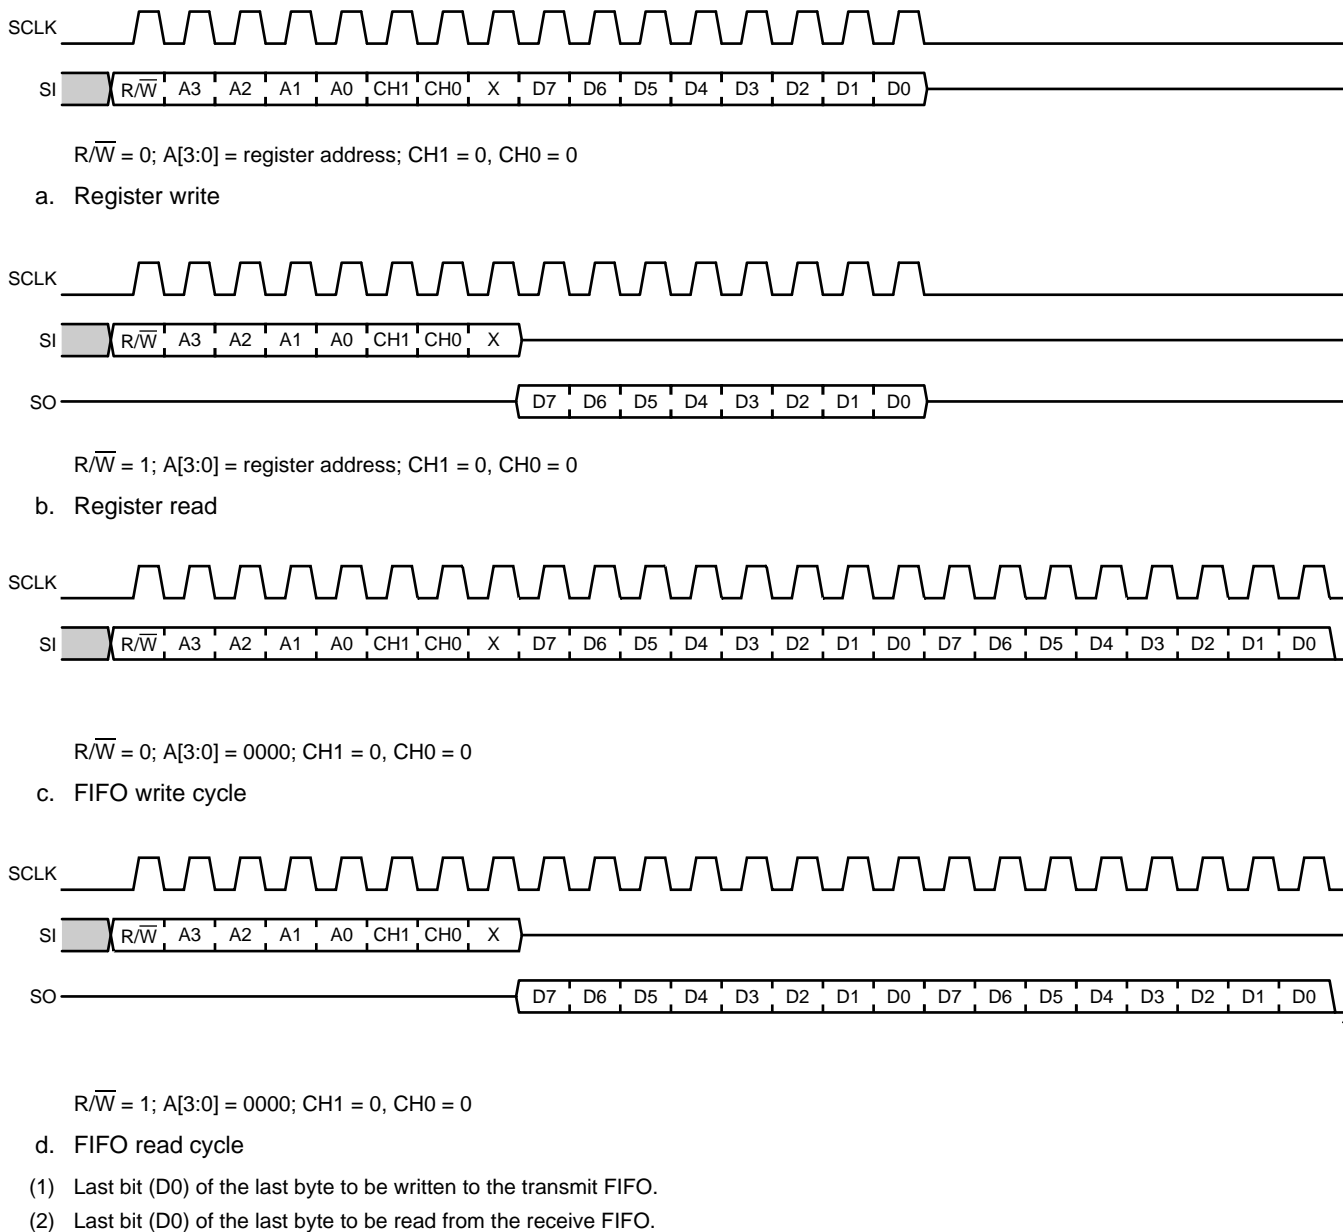 SCLK
SI R/W̅ A3 A2 A1 A0 CH1 CH0 X D7 D6 D5 D4 D3 D2 D1 D0
R/W̅ = 0; A[3:0] = register address; CH1 = 0, CH0 = 0
a. Register write
SCLK
SI R/W̅ A3 A2 A1 A0 CH1 CH0 X
SO D7 D6 D5 D4 D3 D2 D1 D0
R/W̅ = 1; A[3:0] = register address; CH1 = 0, CH0 = 0
b. Register read
SCLK
SI R/W̅ A3 A2 A1 A0 CH1 CH0 X D7 D6 D5 D4 D3 D2 D1 D0 D7 D6 D5 D4 D3 D2 D1 D0
R/W̅ = 0; A[3:0] = 0000; CH1 = 0, CH0 = 0
c. FIFO write cycle
SCLK
SI R/W̅ A3 A2 A1 A0 CH1 CH0 X
SO D7 D6 D5 D4 D3 D2 D1 D0 D7 D6 D5 D4 D3 D2 D1 D0
R/W̅ = 1; A[3:0] = 0000; CH1 = 0, CH0 = 0
d. FIFO read cycle
(1) Last bit (D0) of the last byte to be written to the transmit FIFO.
(2) Last bit (D0) of the last byte to be read from the receive FIFO.